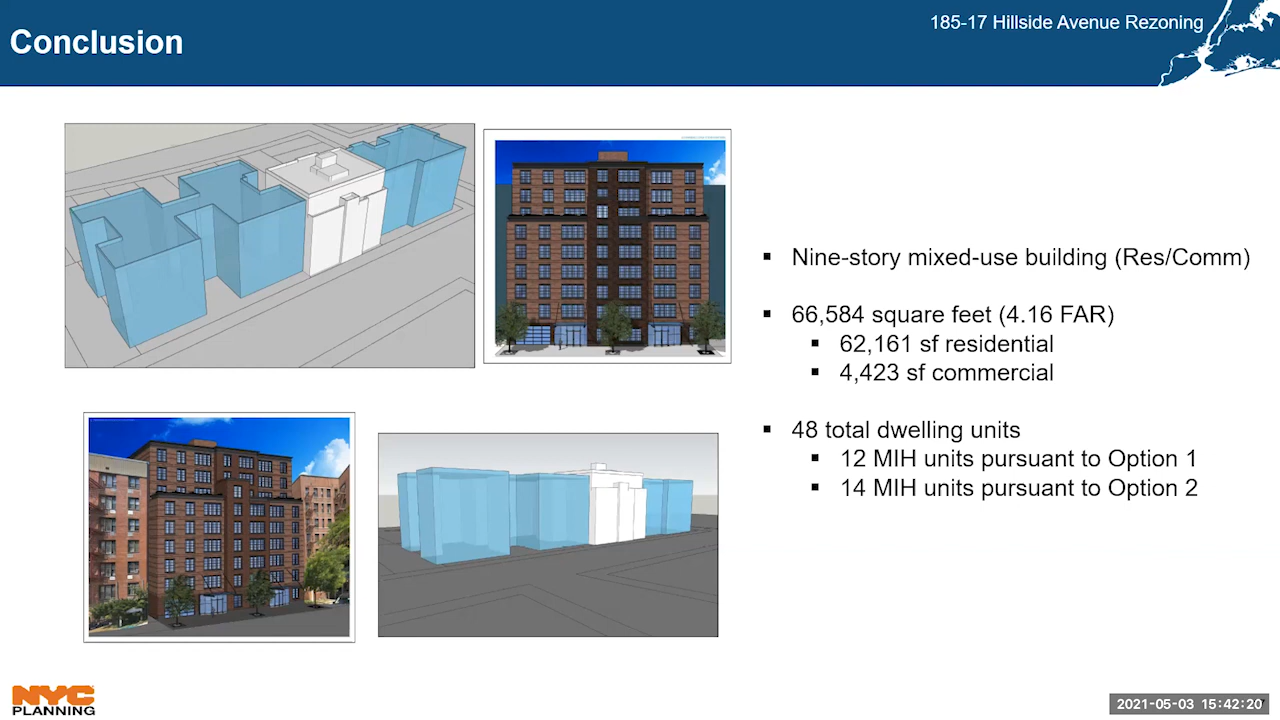 185-17 Hillside Avenue Rezoning
Conclusion
▪ Nine-story mixed-use building (Res/Comm)
▪ 66,584 square feet (4.16 FAR)
▪ 62,161 sf residential
▪ 4,423 sf commercial
▪ 48 total dwelling units
▪ 12 MIH units pursuant to Option 1
▪ 14 MIH units pursuant to Option 2
NYC
PLANNING
2021-05-03 15:42:20